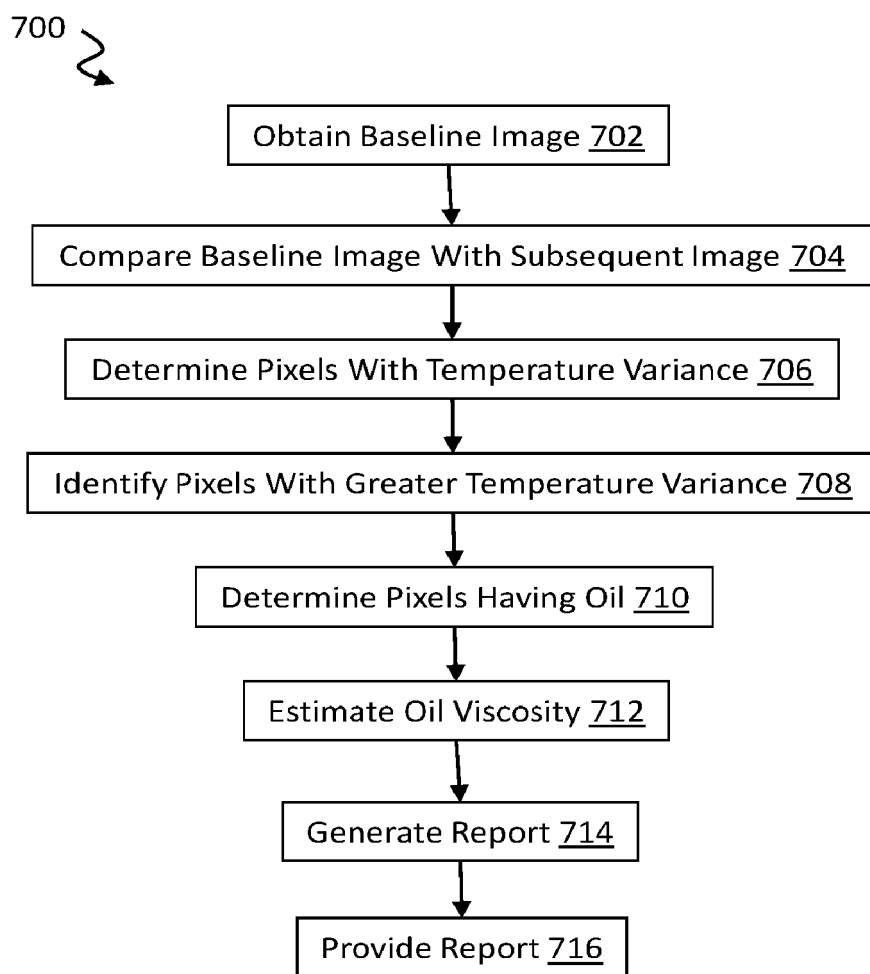 700
Obtain Baseline Image 702
Compare Baseline Image With Subsequent Image 704
Determine Pixels With Temperature Variance 706
Identify Pixels With Greater Temperature Variance 708
Determine Pixels Having Oil 710
Estimate Oil Viscosity 712
Generate Report 714
Provide Report 716